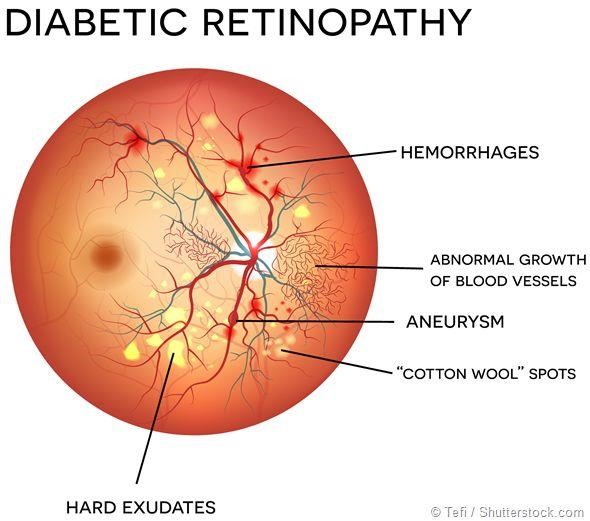 DIABETIC RETINOPATHY
HEMORRHAGES
ABNORMAL GROWTH
OF BLOOD VESSELS
ANEURYSM
“COTTON WOOL” SPOTS
HARD EXUDATES
© Tefi / Shutterstock.com